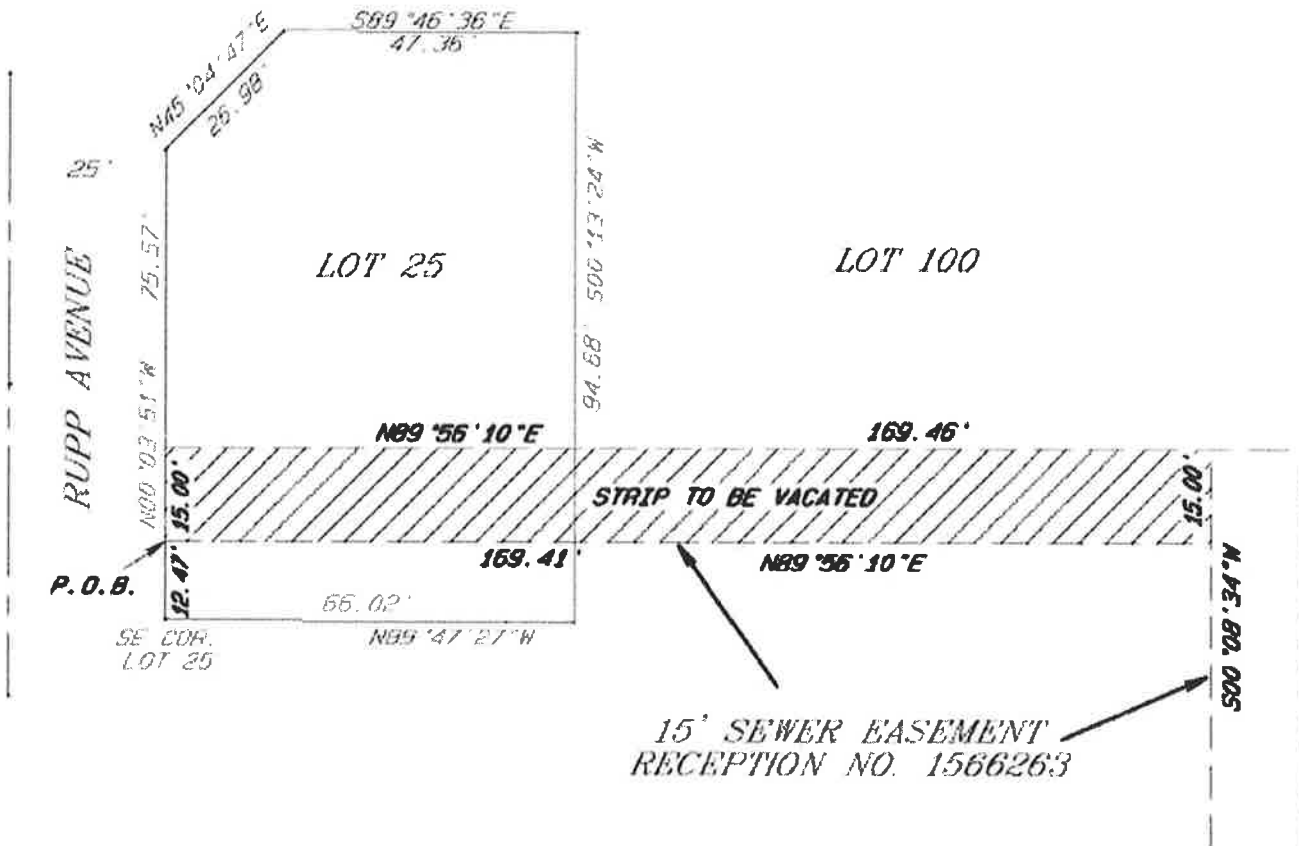 S89°46'36"E
47.36'
N45°04'47"E
26.98'
25'
RUPP AVENUE
N00°03'51"W 75.57'
LOT 25
S00°13'24"W
94.68'
LOT 100
N89°56'10"E
169.46'
15.00'
STRIP TO BE VACATED
15.00'
P.O.B.
169.41'
N89°56'10"E
12.47'
66.02'
N89°47'27"W
SE COR.
LOT 25
S00°08'34"W
15' SEWER EASEMENT
RECEPTION NO. 1566263